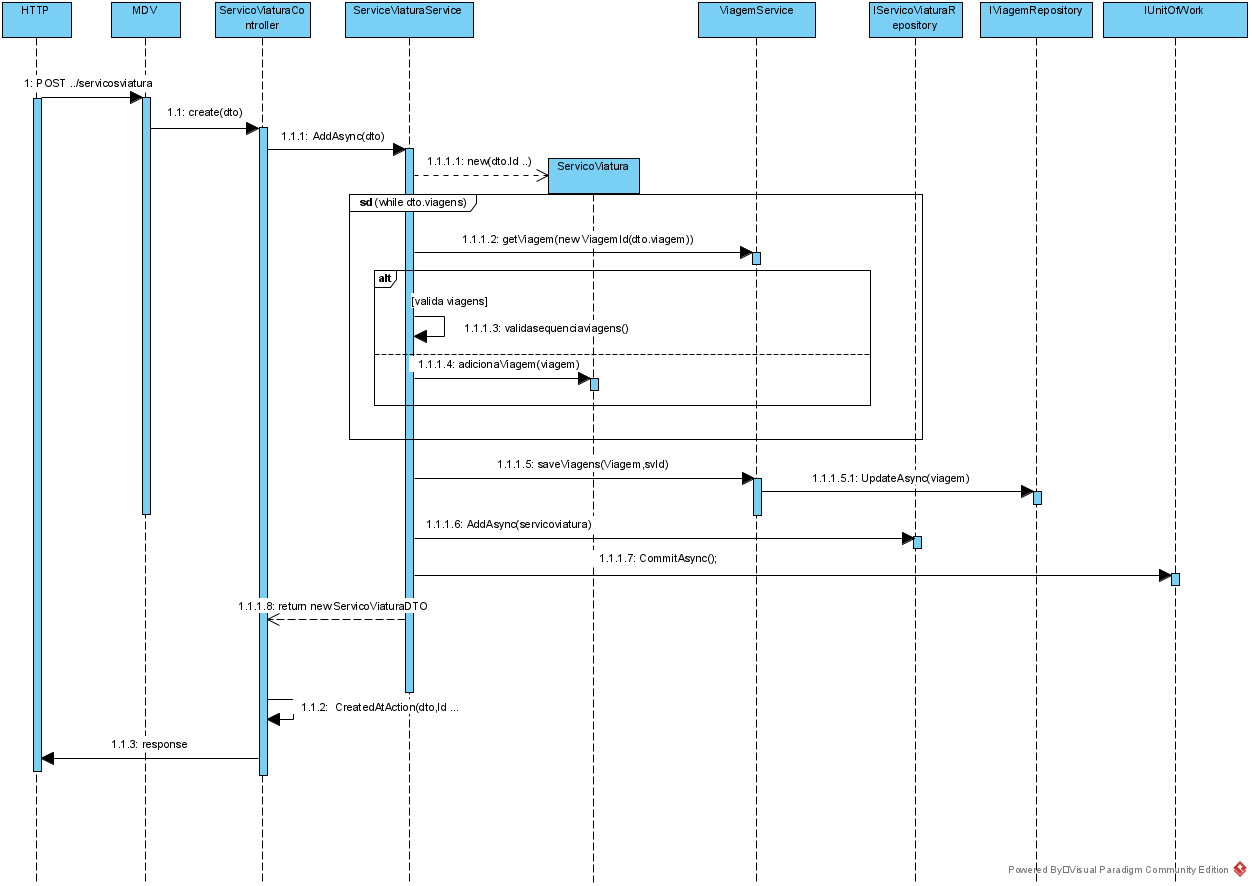 HTTP
MDV
ServicoViaturaCo
ntroller
ServiceViaturaService
ViagemService
IServicoViaturaR
epository
IViagemRepository
IUnitOfWork
1: POST ../servicosviatura
1.1: create(dto)
1.1.1: AddAsync(dto)
1.1.1.1: new(dto.Id ..)
ServicoViatura
sd (while dto.viagens)
1.1.1.2: getViagem(new ViagemId(dto.viagem))
alt
[valida viagens]
1.1.1.3: validasequenciaviagens()
1.1.1.4: adicionaViagem(viagem)
1.1.1.5: saveViagens(Viagem,svId)
1.1.1.5.1: UpdateAsync(viagem)
1.1.1.6: AddAsync(servicoviatura)
1.1.1.7: CommitAsync();
1.1.1.8: return new ServicoViaturaDTO
1.1.2: CreatedAtAction(dto,Id ...
1.1.3: response
Powered By Visual Paradigm Community Edition